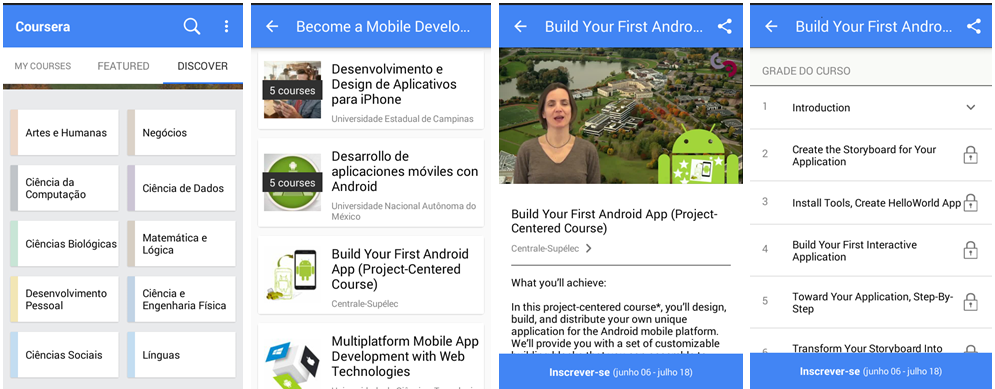 Coursera
MY COURSES
FEATURED
DISCOVER
Artes e Humanas
Negócios
Ciência da
Computação
Ciência de Dados
Ciências Biológicas
Matemática e
Lógica
Desenvolvimento
Pessoal
Ciência e
Engenharia Física
Ciências Sociais
Línguas
Become a Mobile Develo...
5 courses
Desenvolvimento e
Design de Aplicativos
para iPhone
Universidade Estadual de Campinas
5 courses
Desarrollo de
aplicaciones móviles con
Android
Universidad Nacional Autónoma de
México
Build Your First Android
App (Project-Centered
Course)
Centrale-Supélec
Multiplatform Mobile App
Development with Web
Technologies
Build Your First Andro...
Build Your First Android App (Project-
Centered Course)
Centrale-Supélec
What you'll achieve:
In this project-centered course*, you'll design,
build, and distribute your own unique
application for the Android mobile platform.
We'll provide you with a set of customizable
Inscrever-se (junho 06 - julho 18)
Build Your First Andro...
GRADE DO CURSO
1 Introduction
2 Create the Storyboard for Your
Application
3 Install Tools, Create HelloWorld App
4 Build Your First Interactive
Application
5 Toward Your Application, Step-By-
Step
6 Transform Your Storyboard Into
Inscrever-se (junho 06 - julho 18)